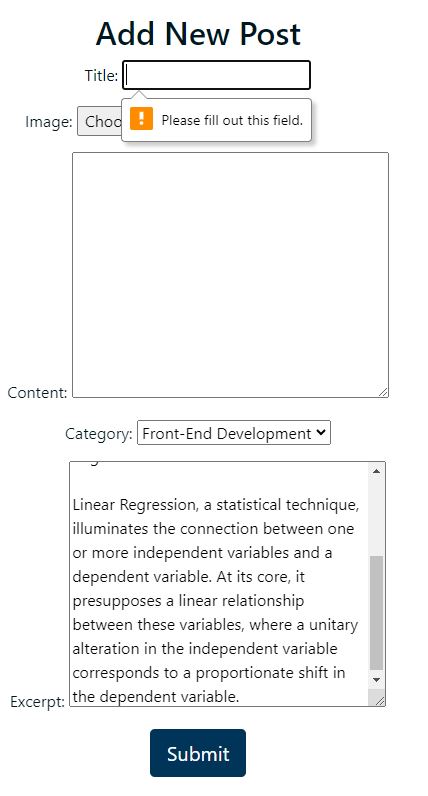 Add New Post
Title:
Please fill out this field.
Image: Choo
Content:
Category: Front-End Development
Linear Regression, a statistical technique,
illuminates the connection between one
or more independent variables and a
dependent variable. At its core, it
presupposes a linear relationship
between these variables, where a unitary
alteration in the independent variable
corresponds to a proportionate shift in
Excerpt: the dependent variable.
Submit